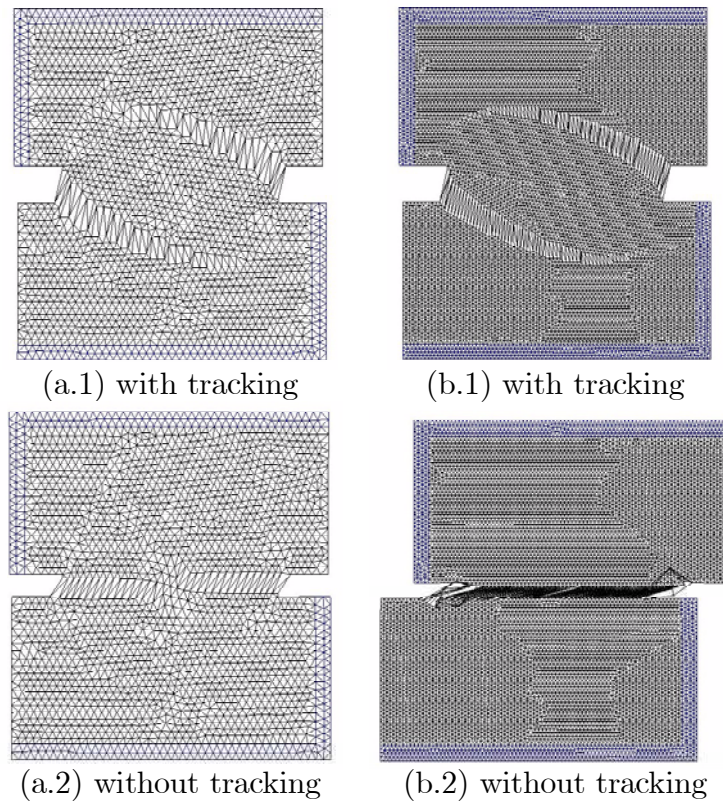 (a.1) with tracking
(b.1) with tracking
(a.2) without tracking
(b.2) without tracking